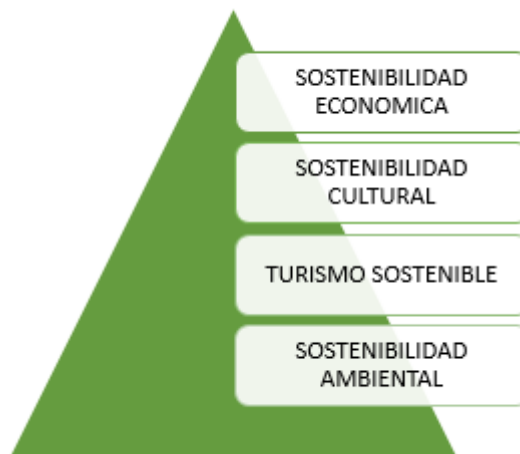 SOSTENIBILIDAD
ECONOMICA
SOSTENIBILIDAD
CULTURAL
TURISMO SOSTENIBLE
SOSTENIBILIDAD
AMBIENTAL